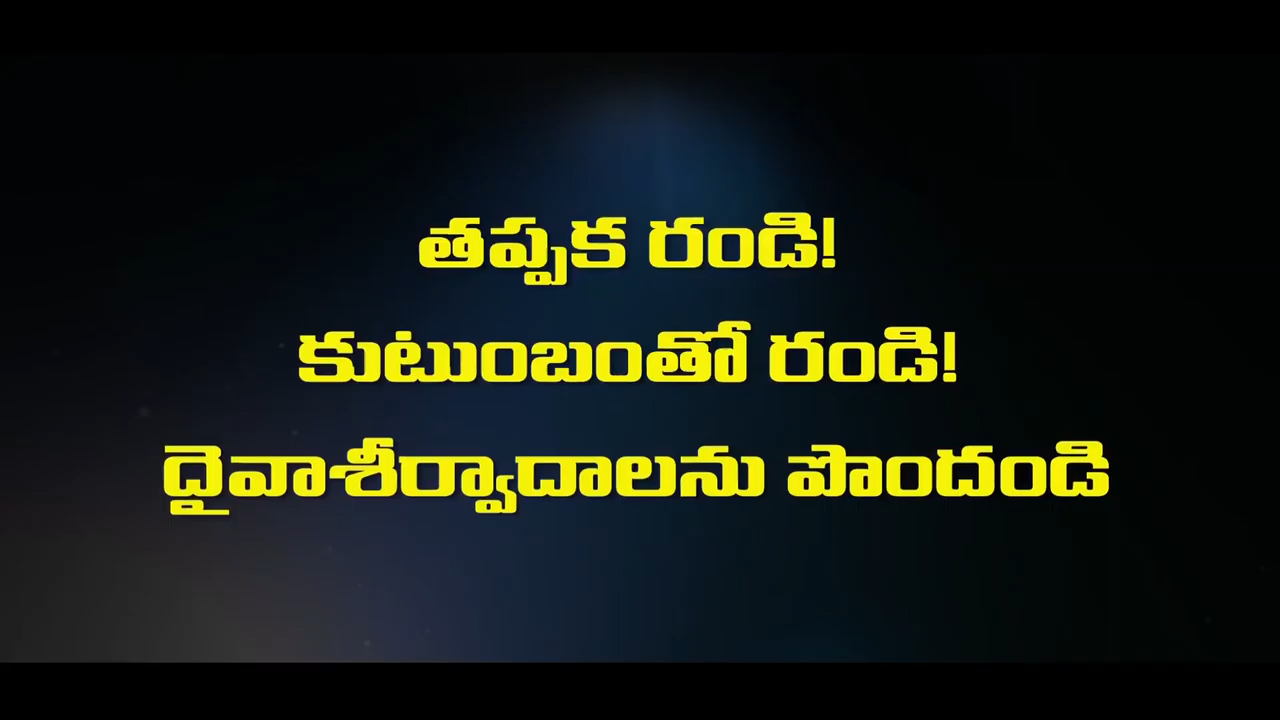 తప్పక రండి!
కుటుంబంతో రండి!
దైవాశీర్వాదాలను పొందండి